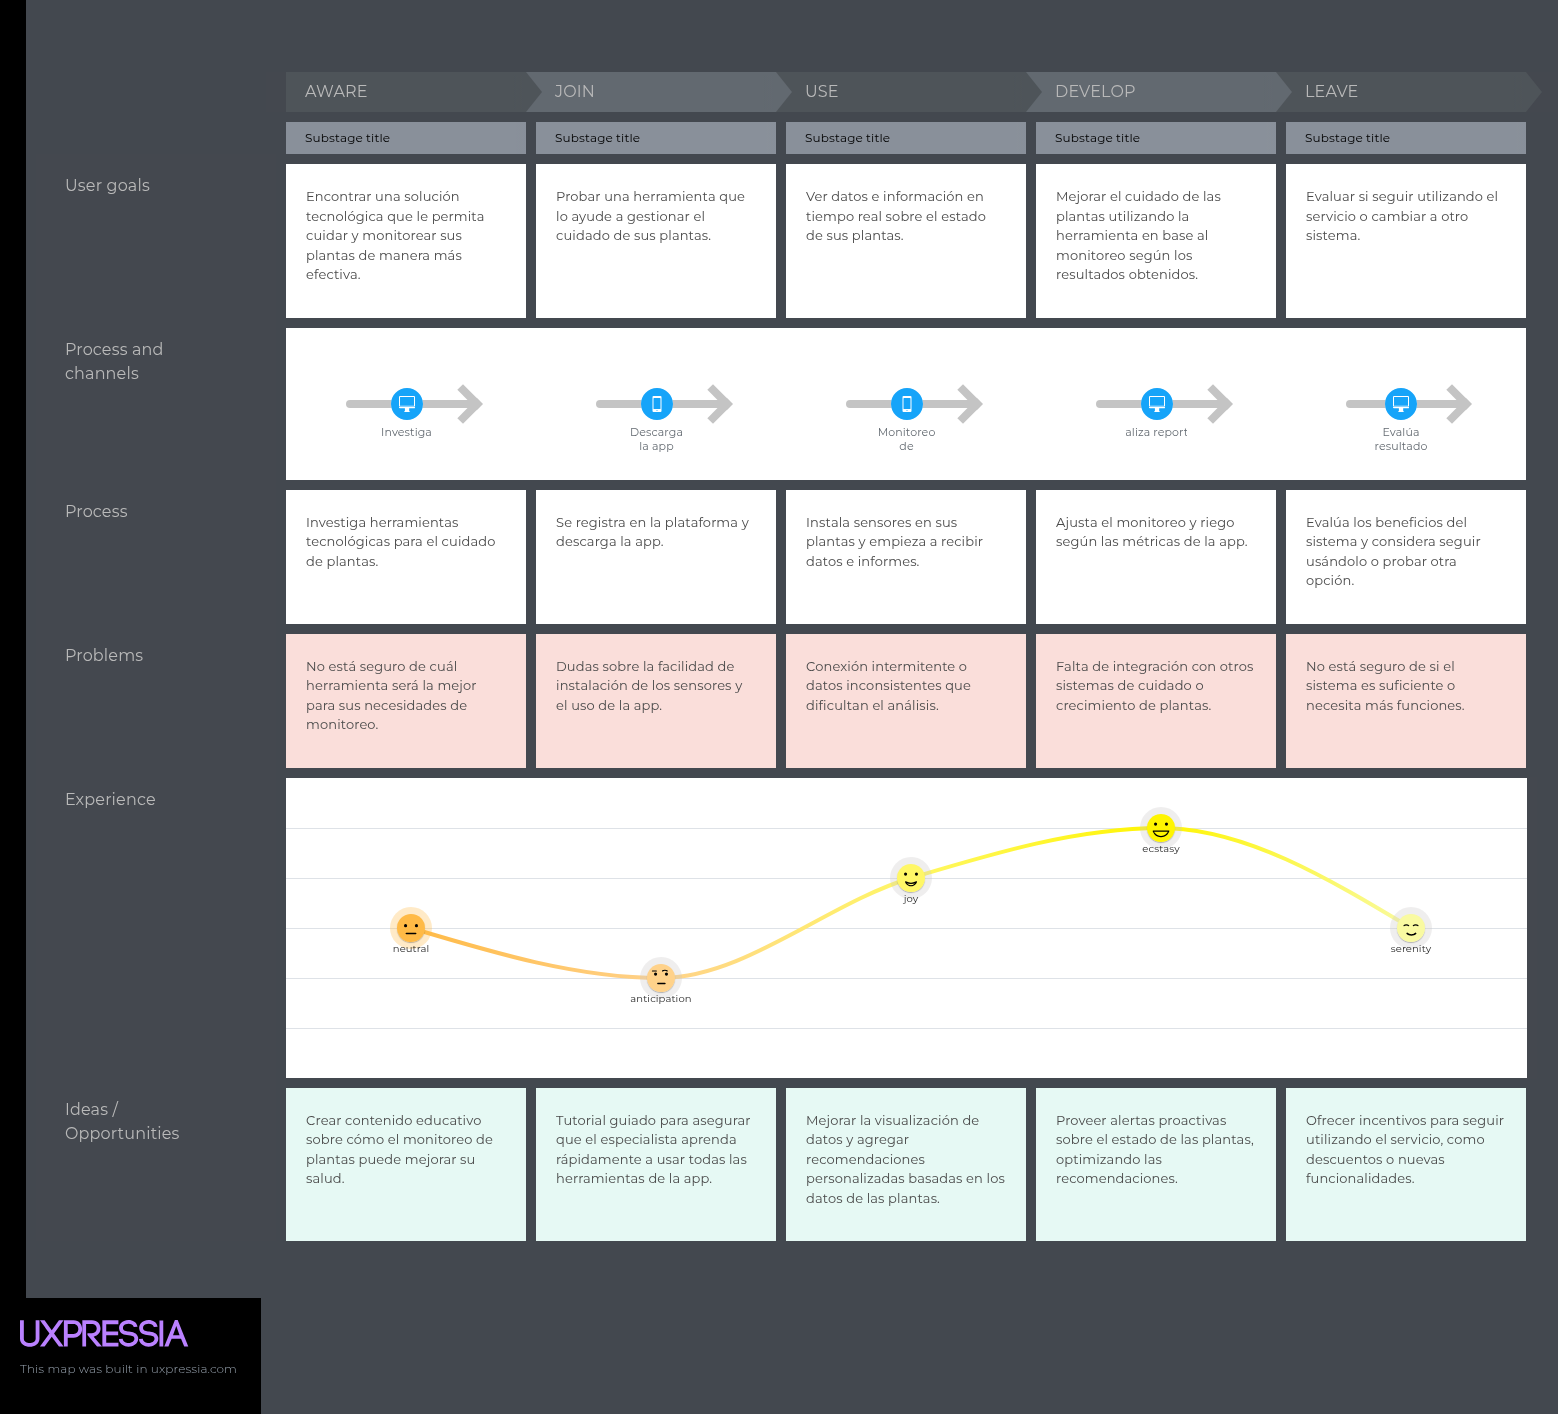 AWARE
JOIN
USE
DEVELOP
LEAVE
Substage title
Substage title
Substage title
Substage title
Substage title
User goals
Encontrar una solución
tecnológica que le permita
cuidar y monitorear sus
plantas de manera más
efectiva.
Probar una herramienta que
lo ayude a gestionar el
cuidado de sus plantas.
Ver datos e información en
tiempo real sobre el estado
de sus plantas.
Mejorar el cuidado de las
plantas utilizando la
herramienta en base al
monitoreo según los
resultados obtenidos.
Evaluar si seguir utilizando el
servicio o cambiar a otro
sistema.
Process and
channels
Investiga
Descarga
la app
Monitoreo
de
aliza report
Evalúa
resultado
Process
Investiga herramientas
tecnológicas para el cuidado
de plantas.
Se registra en la plataforma y
descarga la app.
Instala sensores en sus
plantas y empieza a recibir
datos e informes.
Ajusta el monitoreo y riego
según las métricas de la app.
Evalúa los beneficios del
sistema y considera seguir
usándolo o probar otra
opción.
Problems
No está seguro de cuál
herramienta será la mejor
para sus necesidades de
monitoreo.
Dudas sobre la facilidad de
instalación de los sensores y
el uso de la app.
Conexión intermitente o
datos inconsistentes que
dificultan el análisis.
Falta de integración con otros
sistemas de cuidado o
crecimiento de plantas.
No está seguro de si el
sistema es suficiente o
necesita más funciones.
Experience
neutral
anticipation
joy
ecstasy
serenity
Ideas /
Opportunities
Crear contenido educativo
sobre cómo el monitoreo de
plantas puede mejorar su
salud.
Tutorial guiado para asegurar
que el especialista aprenda
rápidamente a usar todas las
herramientas de la app.
Mejorar la visualización de
datos y agregar
recomendaciones
personalizadas basadas en los
datos de las plantas.
Proveer alertas proactivas
sobre el estado de las plantas,
optimizando las
recomendaciones.
Ofrecer incentivos para seguir
utilizando el servicio, como
descuentos o nuevas
funcionalidades.
UXPRESSIA
This map was built in uxpressia.com